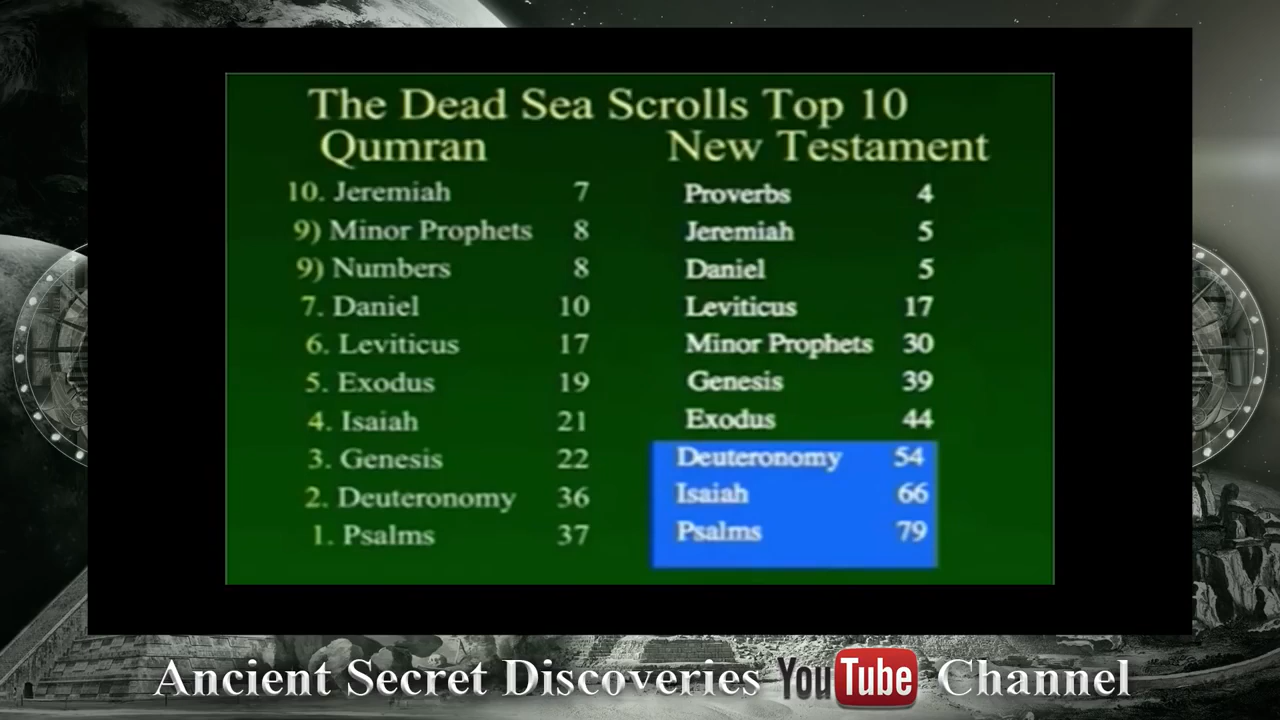 The Dead Sea Scrolls Top 10
Qumran New Testament
10. Jeremiah 7 Proverbs 4
9) Minor Prophets 8 Jeremiah 5
9) Numbers 8 Daniel 5
7. Daniel 10 Leviticus 17
6. Leviticus 17 Minor Prophets 30
5. Exodus 19 Genesis 39
4. Isaiah 21 Exodus 44
3. Genesis 22 Deuteronomy 54
2. Deuteronomy 36 Isaiah 66
1. Psalms 37 Psalms 79
Ancient Secret Discoveries YouTube Channel